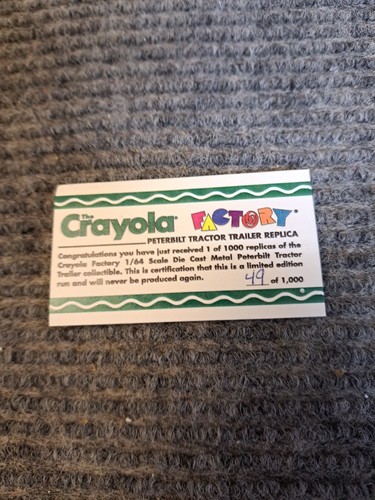 The Crayola® FACTORY®
PETERBILT TRACTOR TRAILER REPLICA
Congratulations you have just received 1 of 1000 replicas of the
Crayola Factory 1/64 Scale Die Cast Metal Peterbilt Tractor
Trailer collectible. This is certification that this is a limited edition
run and will never be produced again. 49 of 1,000